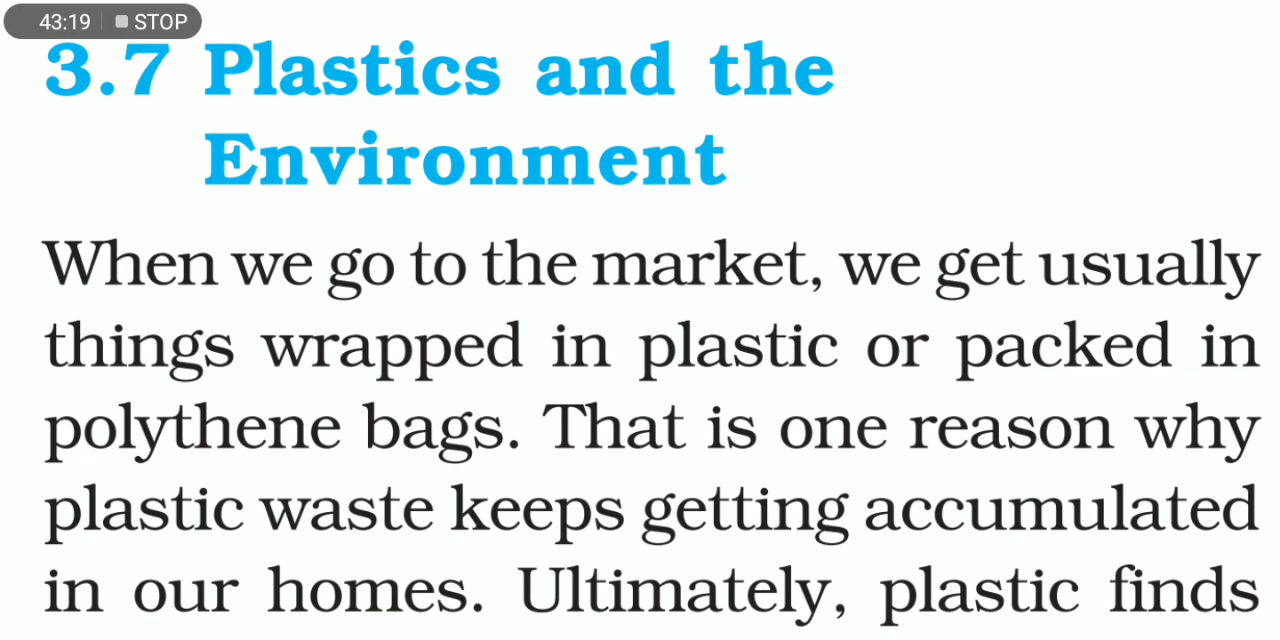 43:19 STOP
3.7 Plastics and the
Environment
When we go to the market, we get usually
things wrapped in plastic or packed in
polythene bags. That is one reason why
plastic waste keeps getting accumulated
in our homes. Ultimately, plastic finds